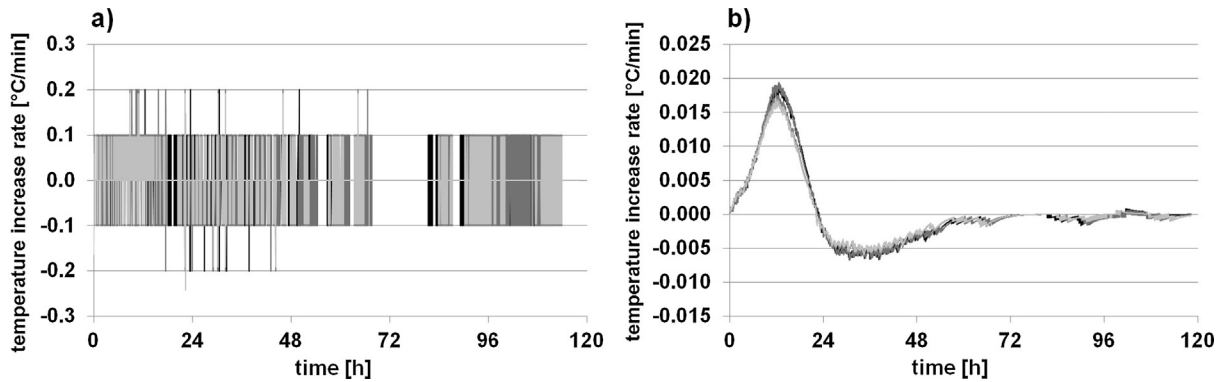 a)
temperature increase rate [°C/min]
0.3
0.2
0.1
0.0
-0.1
-0.2
-0.3
0 24 48 72 96 120
time [h]
b)
temperature increase rate [°C/min]
0.025
0.020
0.015
0.010
0.005
0.000
-0.005
-0.010
-0.015
0 24 48 72 96 120
time [h]